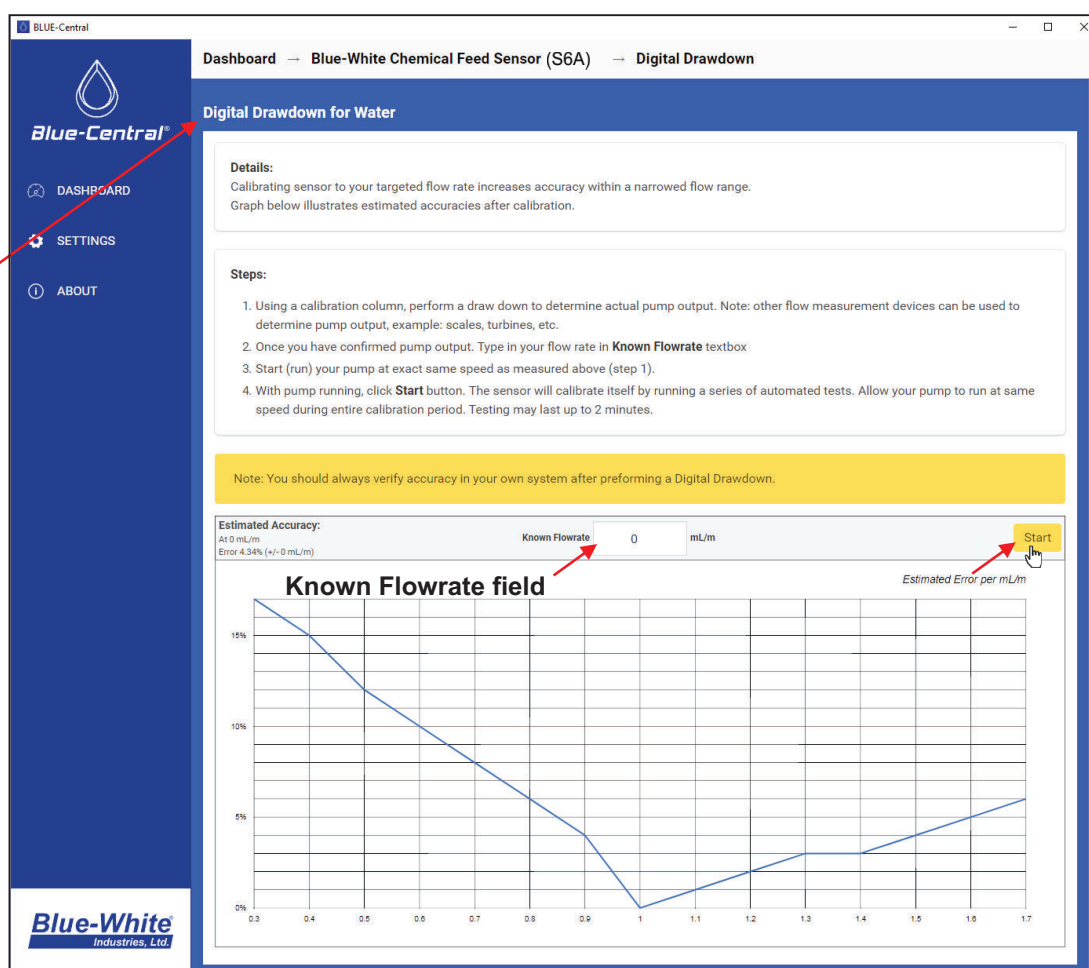 BLUE-Central
Dashboard → Blue-White Chemical Feed Sensor (S6A) → Digital Drawdown
Blue-Central®
DASHBOARD
SETTINGS
ABOUT
Digital Drawdown for Water
Details:
Calibrating sensor to your targeted flow rate increases accuracy within a narrowed flow range.
Graph below illustrates estimated accuracies after calibration.
Steps:
1. Using a calibration column, perform a draw down to determine actual pump output. Note: other flow measurement devices can be used to
determine pump output, example: scales, turbines, etc.
2. Once you have confirmed pump output. Type in your flow rate in Known Flowrate textbox
3. Start (run) your pump at exact same speed as measured above (step 1).
4. With pump running, click Start button. The sensor will calibrate itself by running a series of automated tests. Allow your pump to run at same
speed during entire calibration period. Testing may last up to 2 minutes.
Note: You should always verify accuracy in your own system after preforming a Digital Drawdown.
Estimated Accuracy:
At 0 mL/m
Error 4.34% (+/- 0 mL/m)
Known Flowrate 0 mL/m
Start
Known Flowrate field
Estimated Error per mL/m
15%
10%
5%
0%
0.3 0.4 0.5 0.6 0.7 0.8 0.9 1 1.1 1.2 1.3 1.4 1.5 1.6 1.7
Blue-White®
Industries, Ltd.